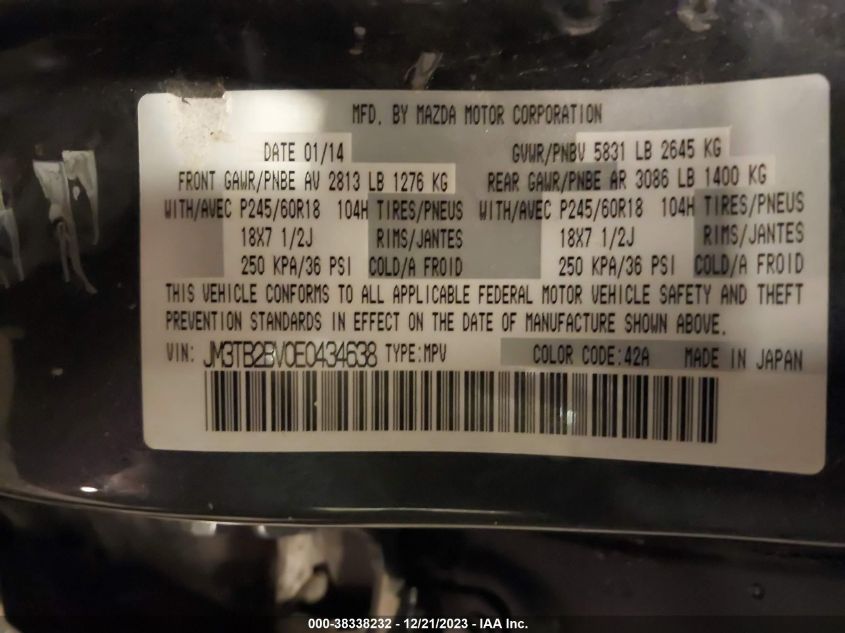 MFD. BY MAZDA MOTOR CORPORATION
DATE 01/14 GVWR/PNBV 5831 LB 2645 KG
FRONT GAWR/PNBE AV 2813 LB 1276 KG REAR GAWR/PNBE AR 3086 LB 1400 KG
WITH/AVEC P245/60R18 104H TIRES/PNEUS WITH/AVEC P245/60R18 104H TIRES/PNEUS
18X7 1/2J RIMS/JANTES 18X7 1/2J RIMS/JANTES
250 KPA/36 PSI COLD/A FROID 250 KPA/36 PSI COLD/A FROID
THIS VEHICLE CONFORMS TO ALL APPLICABLE FEDERAL MOTOR VEHICLE SAFETY AND THEFT
PREVENTION STANDARDS IN EFFECT ON THE DATE OF MANUFACTURE SHOWN ABOVE.
VIN: JM3TB2BV0E0434638 TYPE:MPV COLOR CODE:42A MADE IN JAPAN
000-38338232 - 12/21/2023 - IAA Inc.